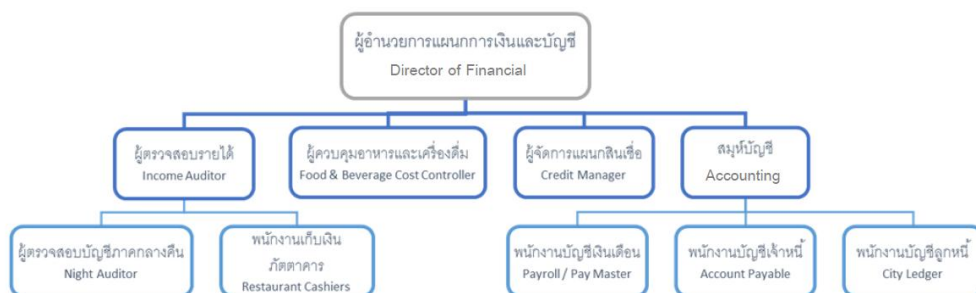 ผู้อำนวยการแผนกการเงินและบัญชี
Director of Financial
ผู้ตรวจสอบรายได้
Income Auditor
ผู้ควบคุมอาหารและเครื่องดื่ม
Food & Beverage Cost Controller
ผู้จัดการแผนกสินเชื่อ
Credit Manager
สมุห์บัญชี
Accounting
ผู้ตรวจสอบบัญชีภาคกลางคืน
Night Auditor
พนักงานเก็บเงิน
ภัตตาคาร
Restaurant Cashiers
พนักงานบัญชีเงินเดือน
Payroll / Pay Master
พนักงานบัญชีเจ้าหนี้
Account Payable
พนักงานบัญชีลูกหนี้
City Ledger